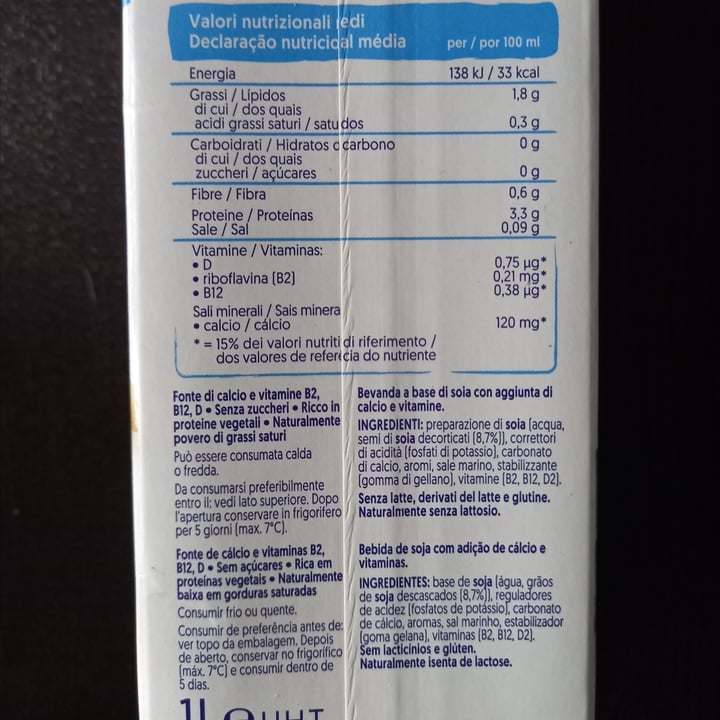 Valori nutrizionali edi
Declaração nutricioal média per / por 100 ml
Energia 138 kJ / 33 kcal
Grassi / Lípidos 1,8 g
di cui / dos quais
acidi grassi saturi / satudos 0,3 g
Carboidrati / Hidratos carbono 0 g
di cui / dos quais
zuccheri / açúcares 0 g
Fibre / Fibra 0,6 g
Proteine / Proteínas 3,3 g
Sale / Sal 0,09 g
Vitamine / Vitaminas:
• D 0,75 µg*
• riboflavina (B2) 0,21 mg*
• B12 0,38 µg*
Sali minerali / Sais minera
• calcio / cálcio 120 mg*
* = 15% dei valori nutriti di riferimento /
dos valores de referêcia do nutriente
Fonte di calcio e vitamine B2,
B12, D • Senza zuccheri • Ricco in
proteine vegetali • Naturalmente
povero di grassi saturi
Può essere consumata calda
o fredda.
Da consumarsi preferibilmente
entro il: vedi lato superiore. Dopo
l'apertura conservare in frigorifero
per 5 giorni (max. 7°C).
Bevanda a base di soia con aggiunta di
calcio e vitamine.
INGREDIENTI: preparazione di soia (acqua,
semi di soia decorticati (8,7%)), correttori
di acidità (fosfati di potassio), carbonato
di calcio, aromi, sale marino, stabilizzante
(gomma di gellano), vitamine (B2, B12, D2).
Senza latte, derivati del latte e glutine.
Naturalmente senza lattosio.
Fonte de cálcio e vitaminas B2,
B12, D • Sem açúcares • Rica em
proteínas vegetais • Naturalmente
baixa em gorduras saturadas
Consumir frio ou quente.
Consumir de preferência antes de:
ver topo da embalagem. Depois
de aberto, conservar no frigorífico
(máx. 7°C) e consumir dentro de
5 dias.
Bebida de soja com adição de cálcio e
vitaminas.
INGREDIENTES: base de soja (água, grãos
de soja descascados (8,7%)), reguladores
de acidez (fosfatos de potássio), carbonato
de cálcio, aromas, sal marinho, estabilizador
(goma gelana), vitaminas (B2, B12, D2).
Sem lacticínios e glúten.
Naturalmente isenta de lactose.
1L e UHT